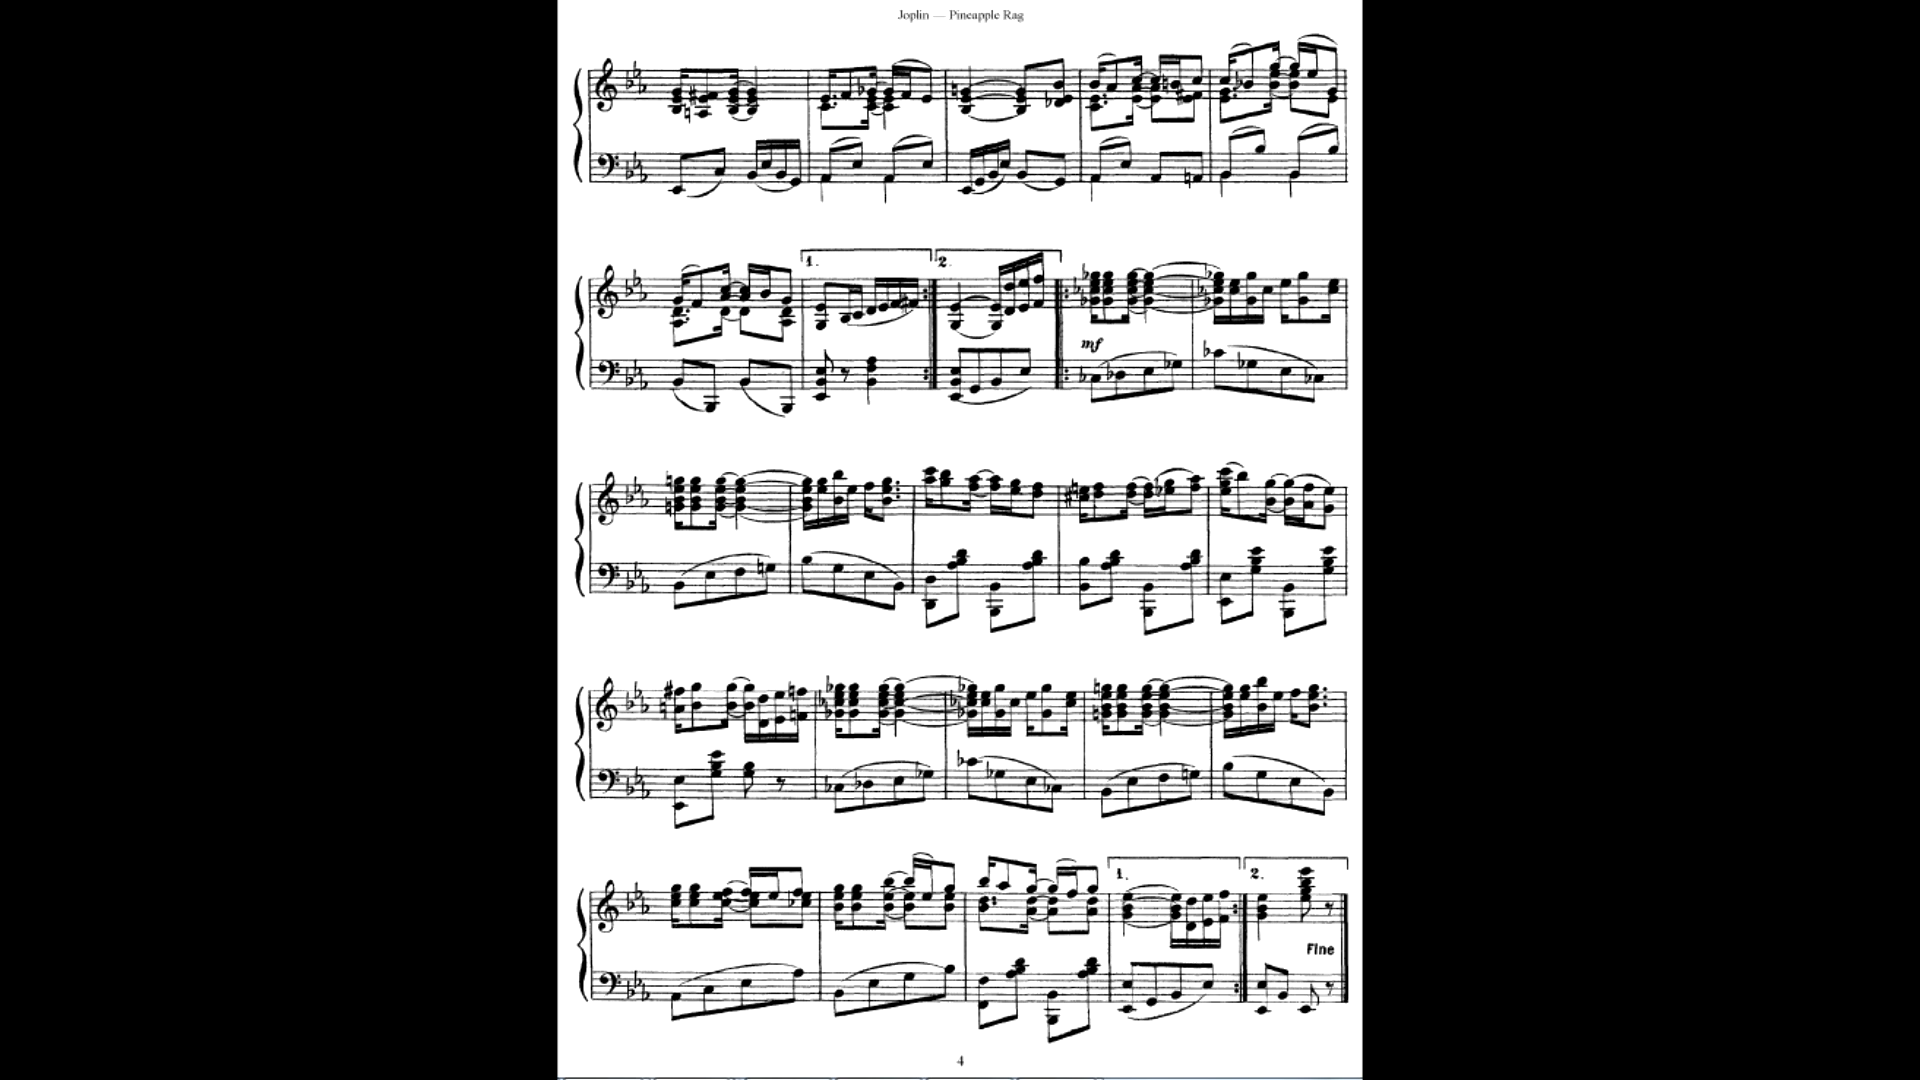 Joplin — Pineapple Rag
1. 2.
mf
1. 2.
Fine
4